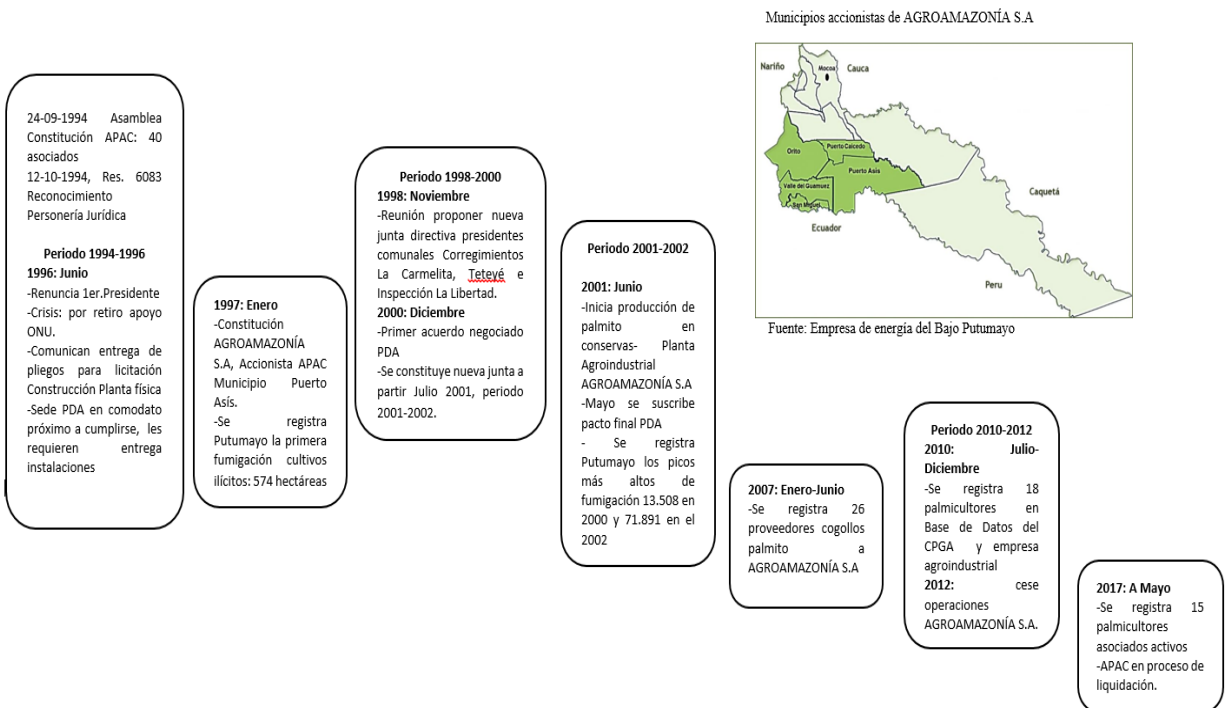 Municipios accionistas de AGROAMAZONÍA S.A
Nariño
Mocoa
Cauca
Orito
Puerto Caicedo
Puerto Asís
Valle del Guamuez
San Miguel
Caquetá
Ecuador
Peru
Fuente: Empresa de energía del Bajo Putumayo
24-09-1994 Asamblea
Constitución APAC: 40
asociados
12-10-1994, Res. 6083
Reconocimiento
Personería Jurídica
Periodo 1994-1996
1996: Junio
-Renuncia 1er.Presidente
-Crisis: por retiro apoyo
ONU.
-Comunican entrega de
pliegos para licitación
Construcción Planta física
-Sede PDA en comodato
próximo a cumplirse, les
requieren entrega
instalaciones
1997: Enero
-Constitución
AGROAMAZONÍA
S.A, Accionista APAC
Municipio Puerto
Asís.
-Se registra
Putumayo la primera
fumigación cultivos
ilícitos: 574 hectáreas
Periodo 1998-2000
1998: Noviembre
-Reunión proponer nueva
junta directiva presidentes
comunales Corregimientos
La Carmelita, Teteyé e
Inspección La Libertad.
2000: Diciembre
-Primer acuerdo negociado
PDA
-Se constituye nueva junta a
partir Julio 2001, periodo
2001-2002.
Periodo 2001-2002
2001: Junio
-Inicia producción de
palmito en
conservas- Planta
Agroindustrial
AGROAMAZONÍA S.A
-Mayo se suscribe
pacto final PDA
- Se registra
Putumayo los picos
más altos de
fumigación 13.508 en
2000 y 71.891 en el
2002
2007: Enero-Junio
-Se registra 26
proveedores cogollos
palmito a
AGROAMAZONÍA S.A
Periodo 2010-2012
2010: Julio-
Diciembre
-Se registra 18
palmicultores en
Base de Datos del
CPGA y empresa
agroindustrial
2012: cese
operaciones
AGROAMAZONÍA S.A.
2017: A Mayo
-Se registra 15
palmicultores
asociados activos
-APAC en proceso de
liquidación.